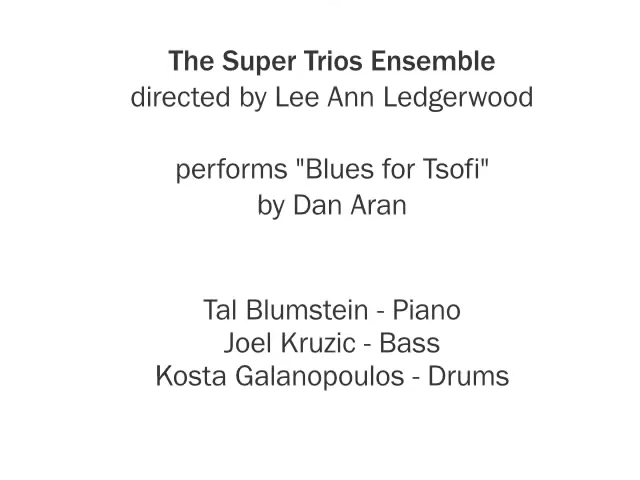 The Super Trios Ensemble
directed by Lee Ann Ledgerwood
performs "Blues for Tsofi"
by Dan Aran
Tal Blumstein - Piano
Joel Kruzic - Bass
Kosta Galanopoulos - Drums